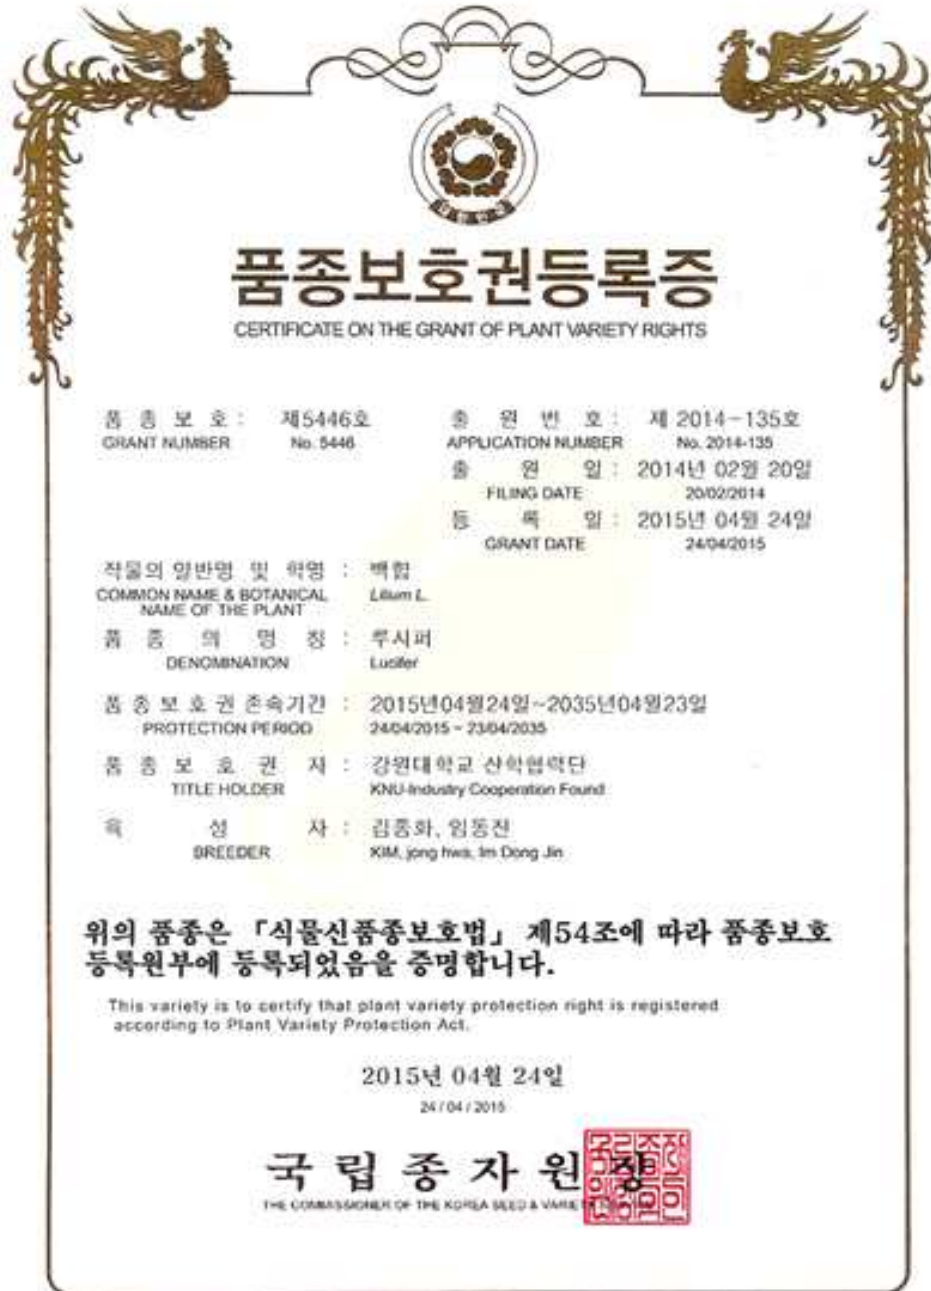 대한민국
품종보호권등록증
CERTIFICATE ON THE GRANT OF PLANT VARIETY RIGHTS
품종보호 : 제5446호
GRANT NUMBER No. 5446
출원번호 : 제 2014-135호
APPLICATION NUMBER No. 2014-135
출원일 : 2014년 02월 20일
FILING DATE 20/02/2014
등록일 : 2015년 04월 24일
GRANT DATE 24/04/2015
작물의 일반명 및 학명 : 백합
COMMON NAME & BOTANICAL Lilium L.
NAME OF THE PLANT
품종의 명칭 : 루시퍼
DENOMINATION Lucifer
품종보호권 존속기간 : 2015년04월24일~2035년04월23일
PROTECTION PERIOD 24/04/2015 ~ 23/04/2035
품종보호권자 : 강원대학교 산학협력단
TITLE HOLDER KNU-Industry Cooperation Found
육성자 : 김종화, 임동진
BREEDER KIM, jong hwa, Im Dong Jin
위의 품종은 「식물신품종보호법」 제54조에 따라 품종보호
등록원부에 등록되었음을 증명합니다.
This variety is to certify that plant variety protection right is registered
according to Plant Variety Protection Act.
2015년 04월 24일
24 / 04 / 2015
국립종자원장
THE COMMISSIONER OF THE KOREA SEED & VARIETY